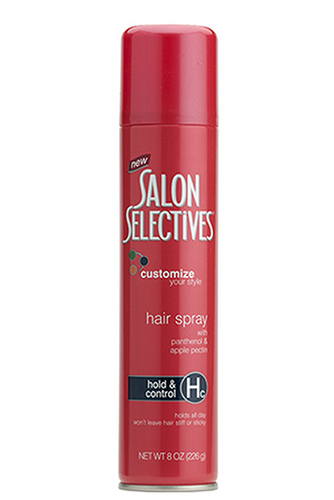 new
SALON
SELECTIVES
customize
your style
hair spray
with
panthenol &
apple pectin
hold &
control
Hc
holds all day
won't leave hair stiff or sticky
NET WT 8 OZ (226g)